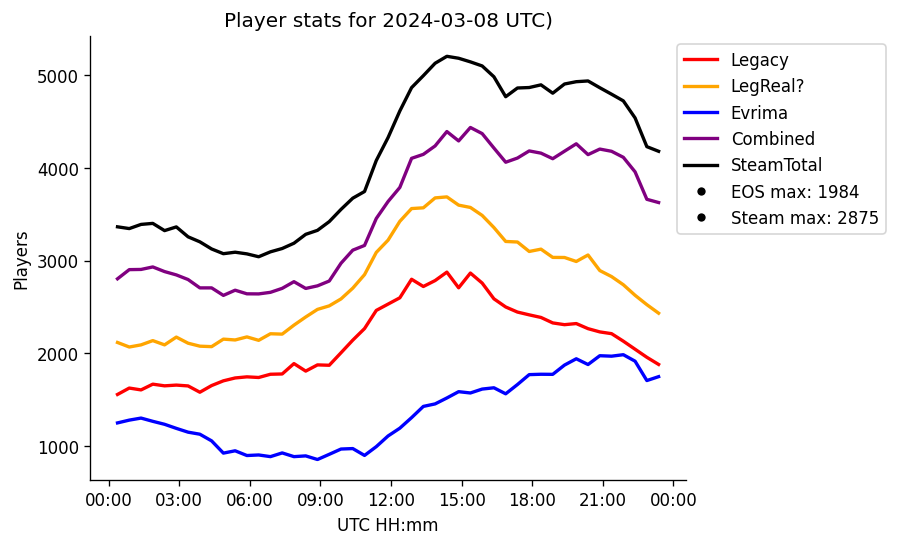 Player stats for 2024-03-08 UTC)
Legacy
LegReal?
Evrima
Combined
SteamTotal
EOS max: 1984
Steam max: 2875
5000
4000
3000
2000
1000
Players
00:00 03:00 06:00 09:00 12:00 15:00 18:00 21:00 00:00
UTC HH:mm